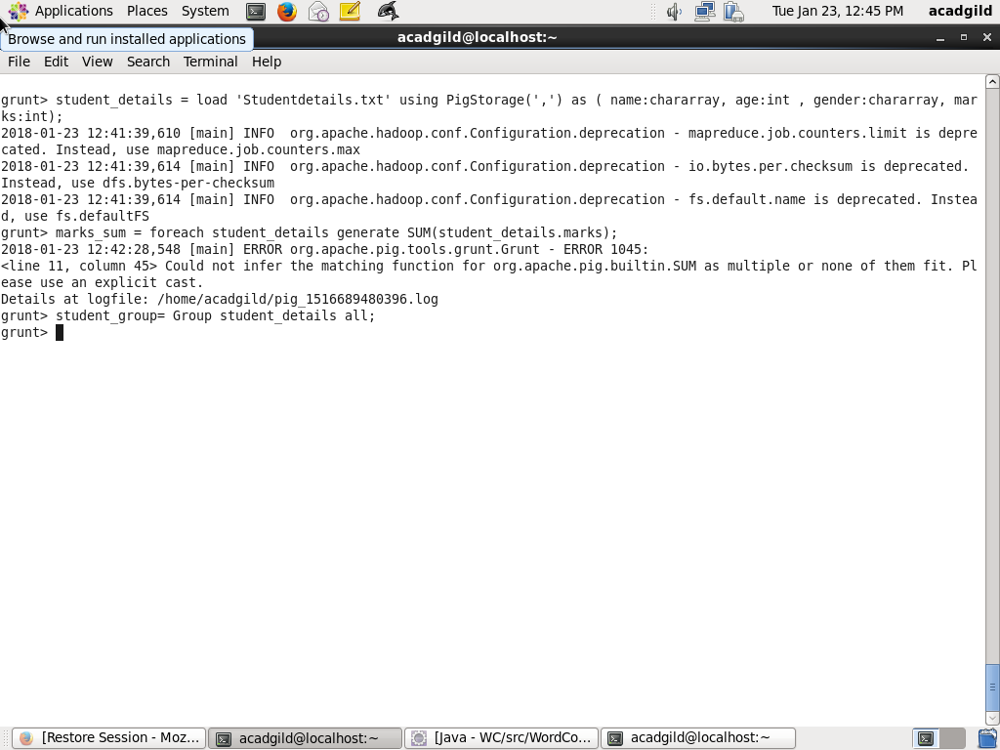 Applications Places System
Tue Jan 23, 12:45 PM acadgild
Browse and run installed applications
acadgild@localhost:~
File Edit View Search Terminal Help
grunt> student_details = load 'Studentdetails.txt' using PigStorage(',') as ( name:chararray, age:int , gender:chararray, mar
ks:int);
2018-01-23 12:41:39,610 [main] INFO  org.apache.hadoop.conf.Configuration.deprecation - mapreduce.job.counters.limit is depre
cated. Instead, use mapreduce.job.counters.max
2018-01-23 12:41:39,614 [main] INFO  org.apache.hadoop.conf.Configuration.deprecation - io.bytes.per.checksum is deprecated.
Instead, use dfs.bytes-per-checksum
2018-01-23 12:41:39,614 [main] INFO  org.apache.hadoop.conf.Configuration.deprecation - fs.default.name is deprecated. Instea
d, use fs.defaultFS
grunt> marks_sum = foreach student_details generate SUM(student_details.marks);
2018-01-23 12:42:28,548 [main] ERROR org.apache.pig.tools.grunt.Grunt - ERROR 1045:
<line 11, column 45> Could not infer the matching function for org.apache.pig.builtin.SUM as multiple or none of them fit. Pl
ease use an explicit cast.
Details at logfile: /home/acadgild/pig_1516689480396.log
grunt> student_group= Group student_details all;
grunt>
[Restore Session - Moz...
acadgild@localhost:~
[Java - WC/src/WordCo...
acadgild@localhost:~